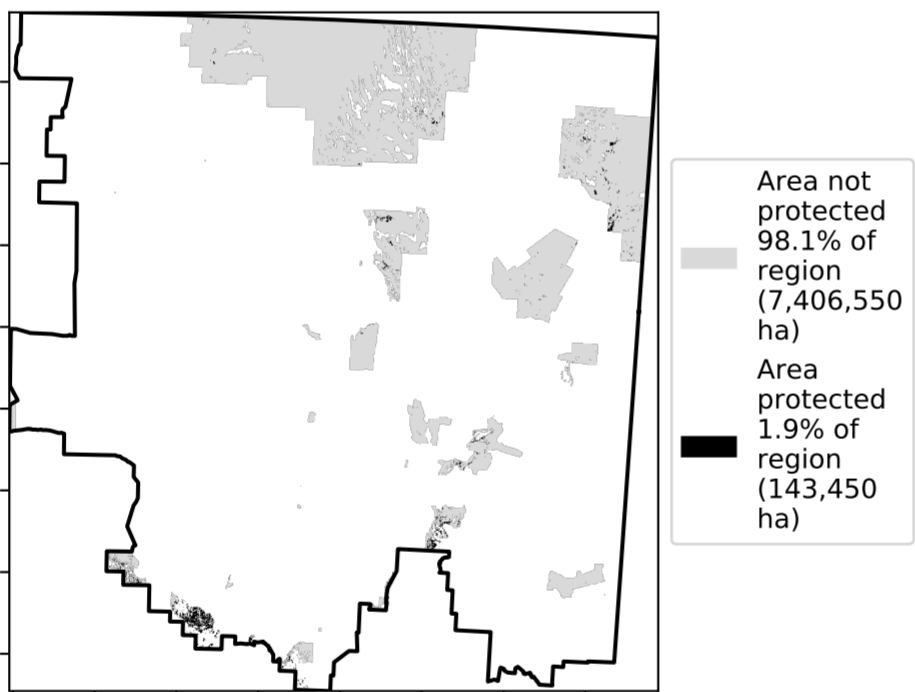 Area not
protected
98.1% of
region
(7,406,550
ha)
Area
protected
1.9% of
region
(143,450
ha)